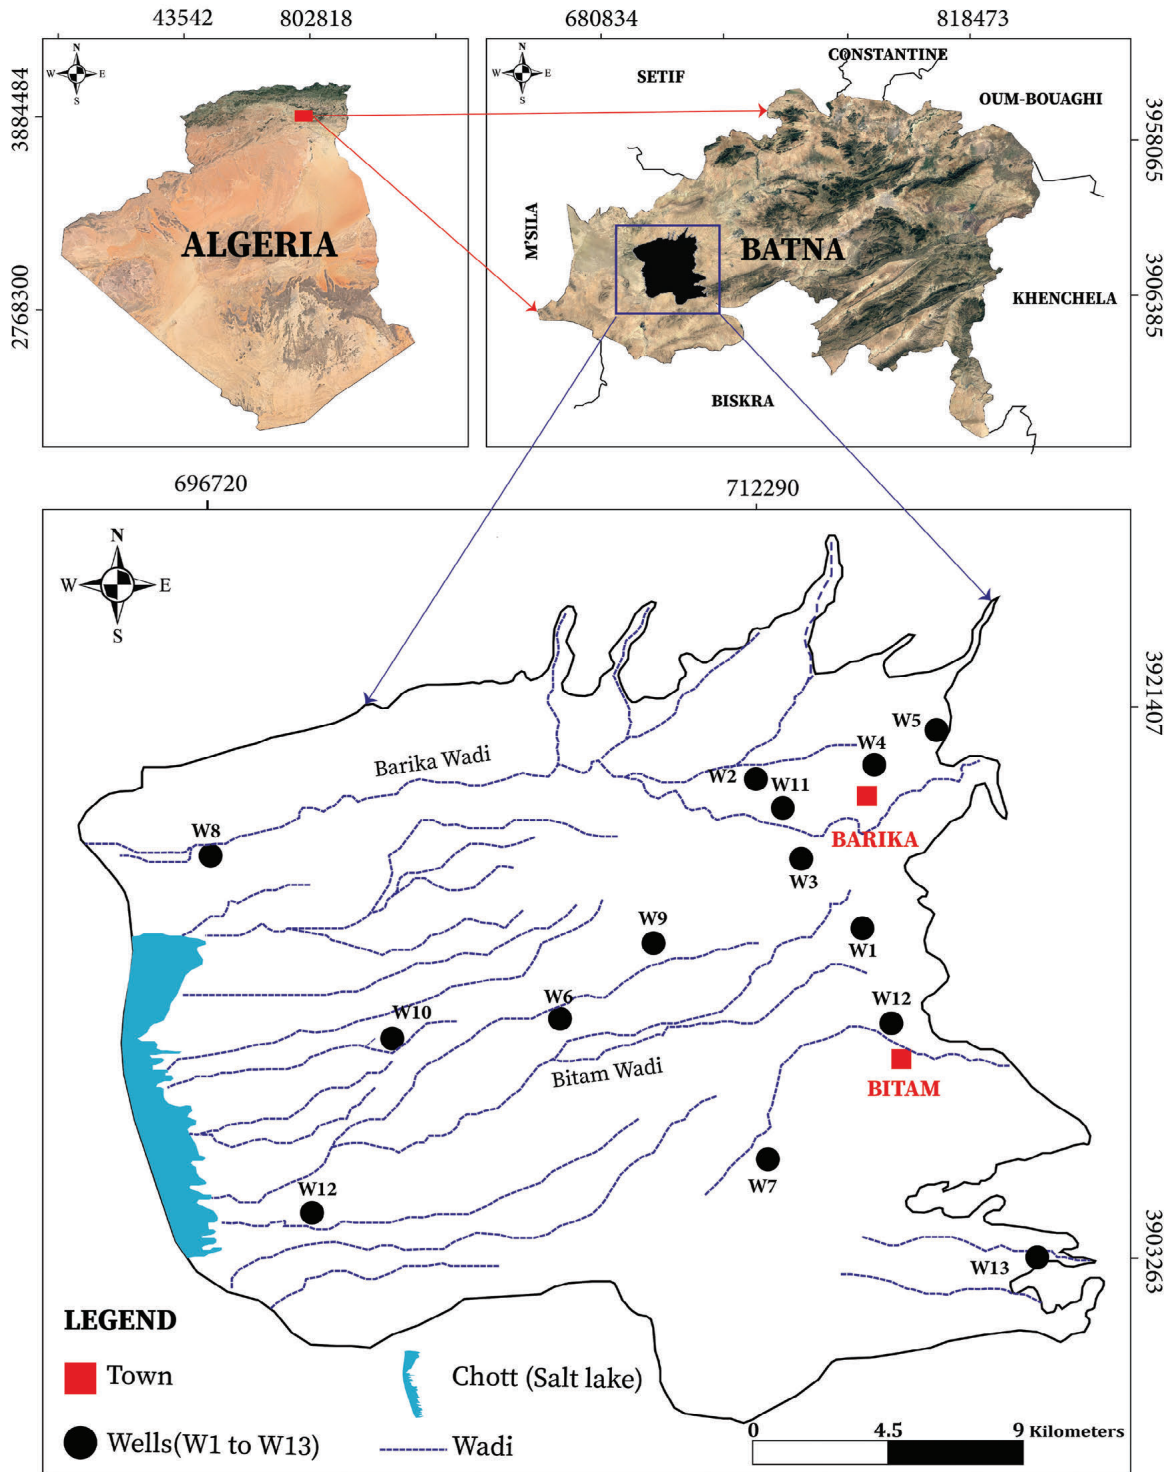 43542 802818
680834 818473
3884484
2768300
N
W E
S
ALGERIA
N
W E
S
SETIF
CONSTANTINE
OUM-BOUAGHI
M'SILA
BATNA
KHENCHELA
BISKRA
3958065
3906385
696720 712290
N
W E
S
3921407
3903263
Barika Wadi
W5
W4
W2
W11
BARIKA
W8
W3
W9
W1
W6
W10
W12
Bitam Wadi
BITAM
W7
W12
W13
LEGEND
Town
Chott (Salt lake)
Wells(W1 to W13)
Wadi
0 4.5 9 Kilometers